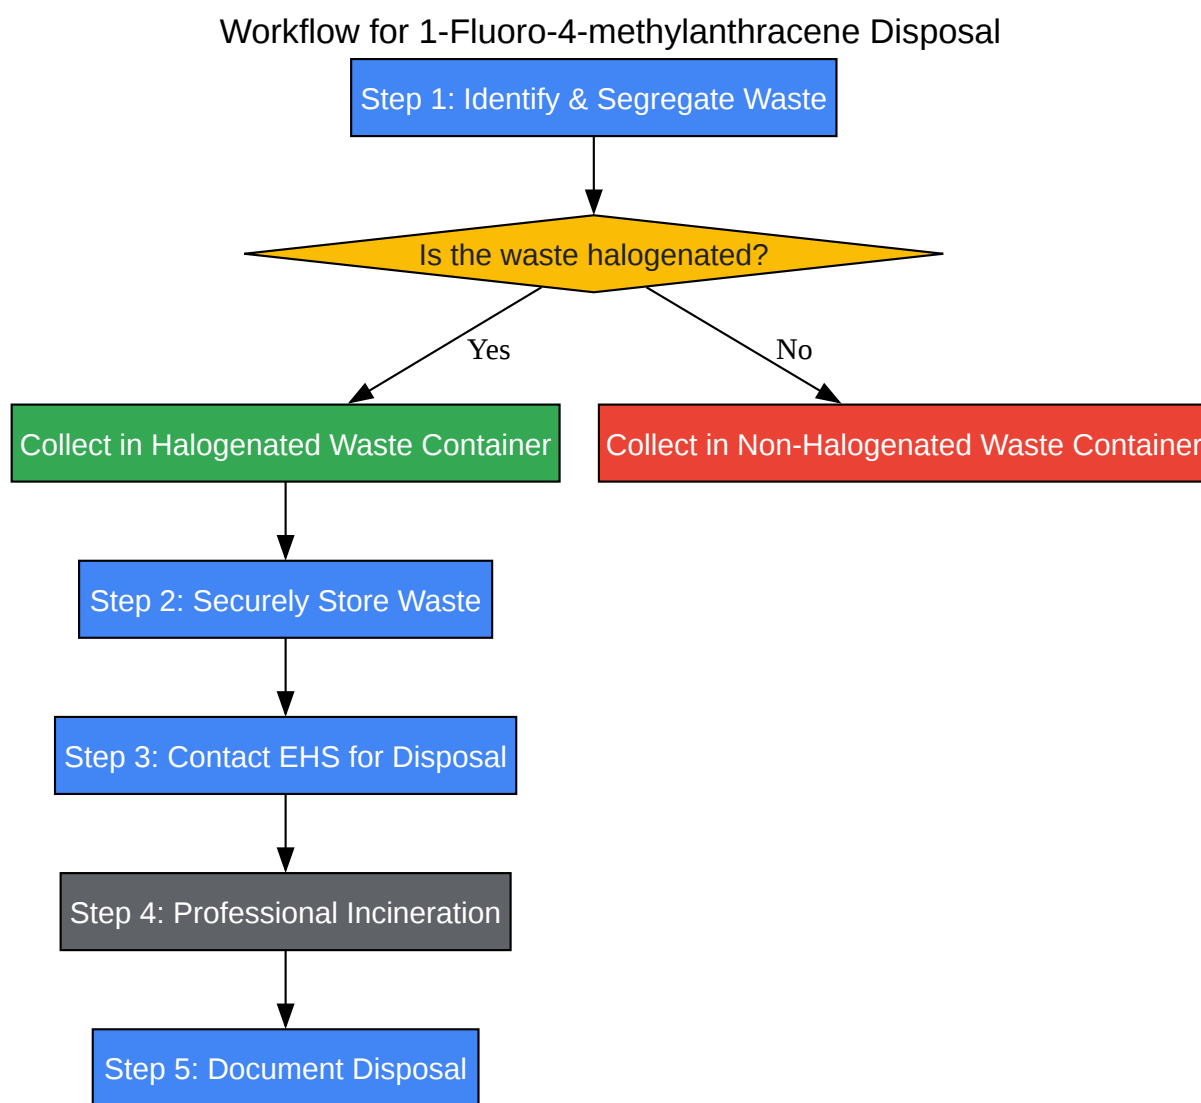 Workflow for 1-Fluoro-4-methylanthracene Disposal
Step 1: Identify & Segregate Waste
Is the waste halogenated?
Yes
No
Collect in Halogenated Waste Container
Collect in Non-Halogenated Waste Container
Step 2: Securely Store Waste
Step 3: Contact EHS for Disposal
Step 4: Professional Incineration
Step 5: Document Disposal